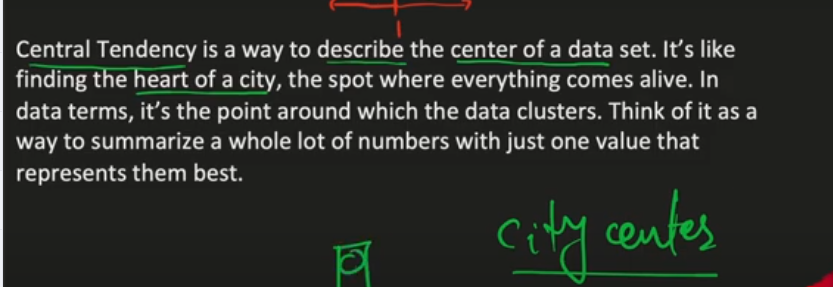 Central Tendency is a way to describe the center of a data set. It's like
finding the heart of a city, the spot where everything comes alive. In
data terms, it's the point around which the data clusters. Think of it as a
way to summarize a whole lot of numbers with just one value that
represents them best.
city center